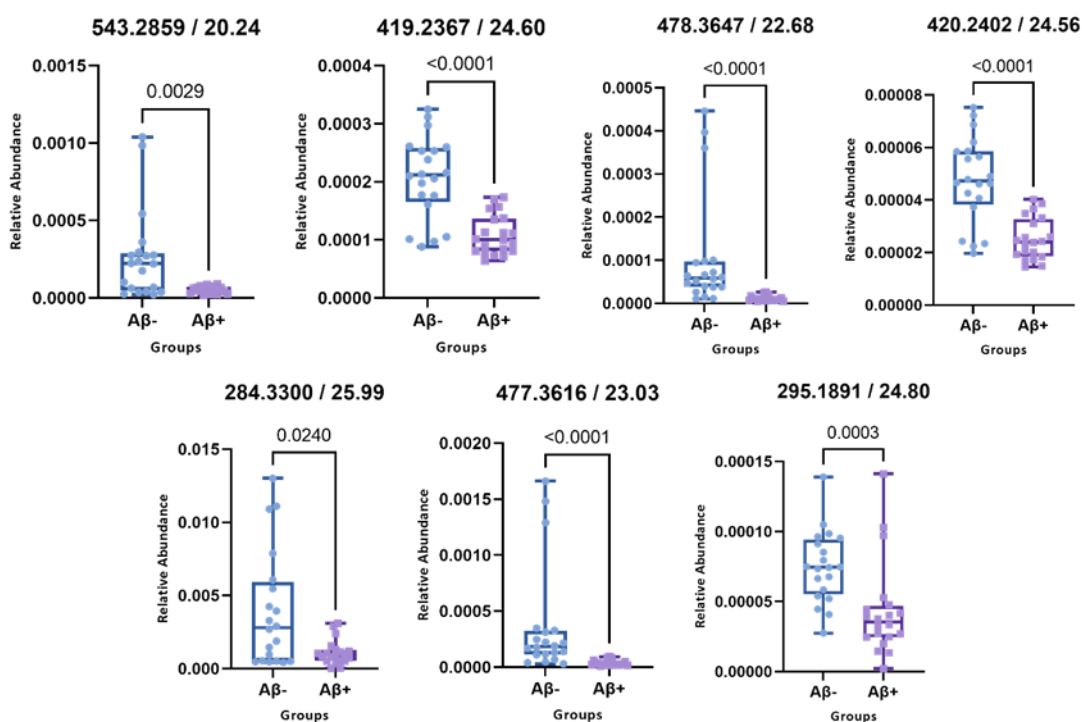 543.2859 / 20.24
0.0029
Relative Abundance
0.0015
0.0010
0.0005
0.0000
Aβ-
Aβ+
Groups
419.2367 / 24.60
<0.0001
Relative Abundance
0.0004
0.0003
0.0002
0.0001
0.0000
Aβ-
Aβ+
Groups
478.3647 / 22.68
<0.0001
Relative Abundance
0.0005
0.0004
0.0003
0.0002
0.0001
0.0000
Aβ-
Aβ+
Groups
420.2402 / 24.56
<0.0001
Relative Abundance
0.00008
0.00006
0.00004
0.00002
0.00000
Aβ-
Aβ+
Groups
284.3300 / 25.99
0.0240
Relative Abundance
0.015
0.010
0.005
0.000
Aβ-
Aβ+
Groups
477.3616 / 23.03
<0.0001
Relative Abundance
0.0020
0.0015
0.0010
0.0005
0.0000
Aβ-
Aβ+
Groups
295.1891 / 24.80
0.0003
Relative Abundance
0.00015
0.00010
0.00005
0.00000
Aβ-
Aβ+
Groups